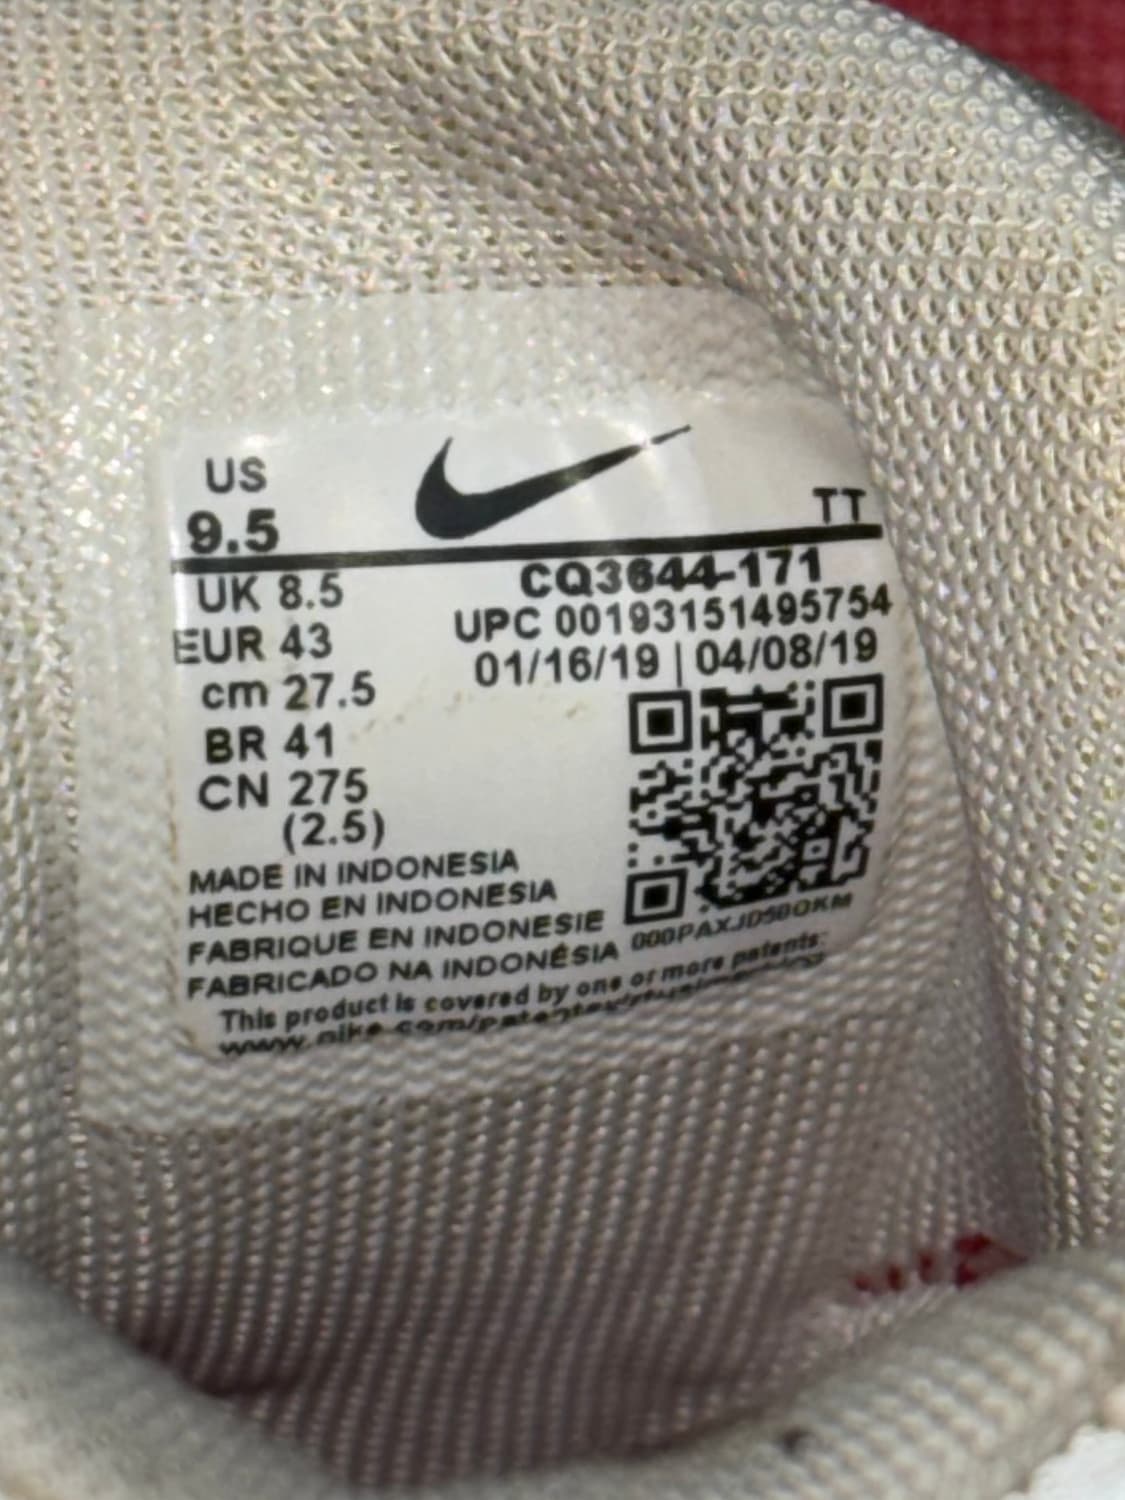 US
9.5
TT
UK 8.5
EUR 43
cm 27.5
BR 41
CN 275
(2.5)
CQ3644-171
UPC 00193151495754
01/16/19 | 04/08/19
000PAXJD5BOKM
MADE IN INDONESIA
HECHO EN INDONESIA
FABRIQUE EN INDONESIE
FABRICADO NA INDONÉSIA
This product is covered by one or more patents: